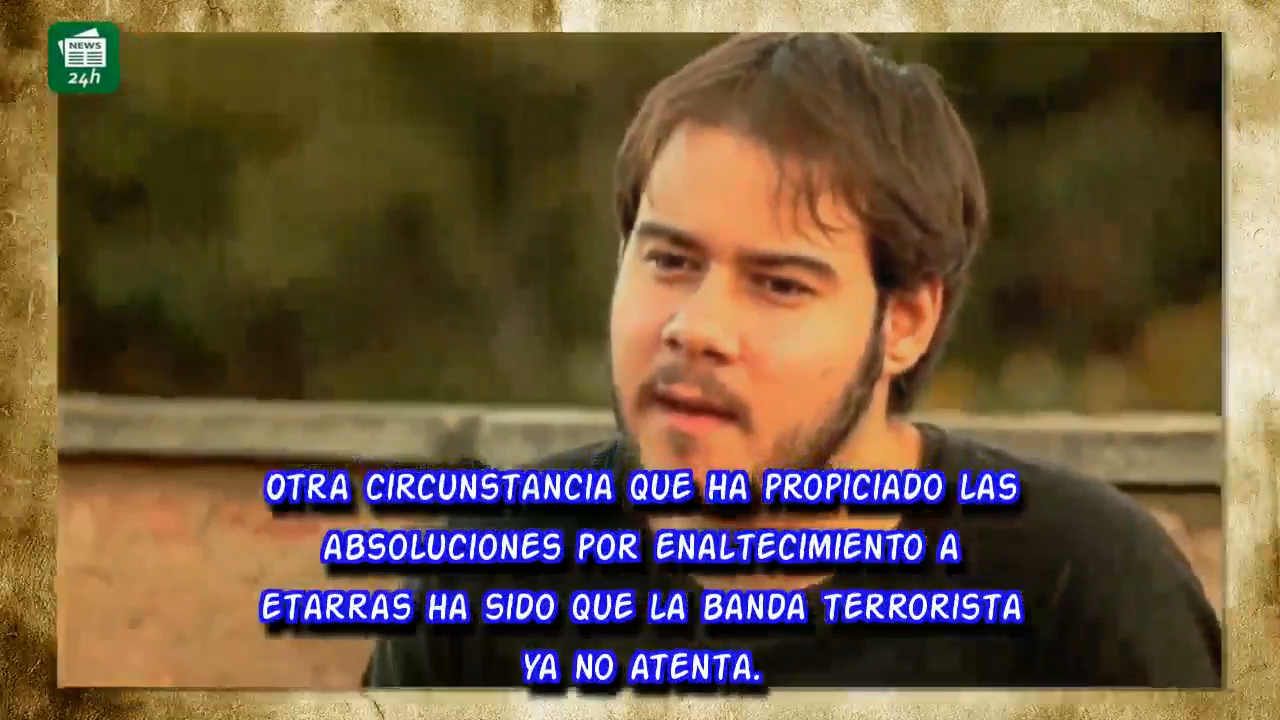 NEWS
24h
OTRA CIRCUNSTANCIA QUE HA PROPICIADO LAS
ABSOLUCIONES POR ENALTECIMIENTO A
ETARRAS HA SIDO QUE LA BANDA TERRORISTA
YA NO ATENTA.